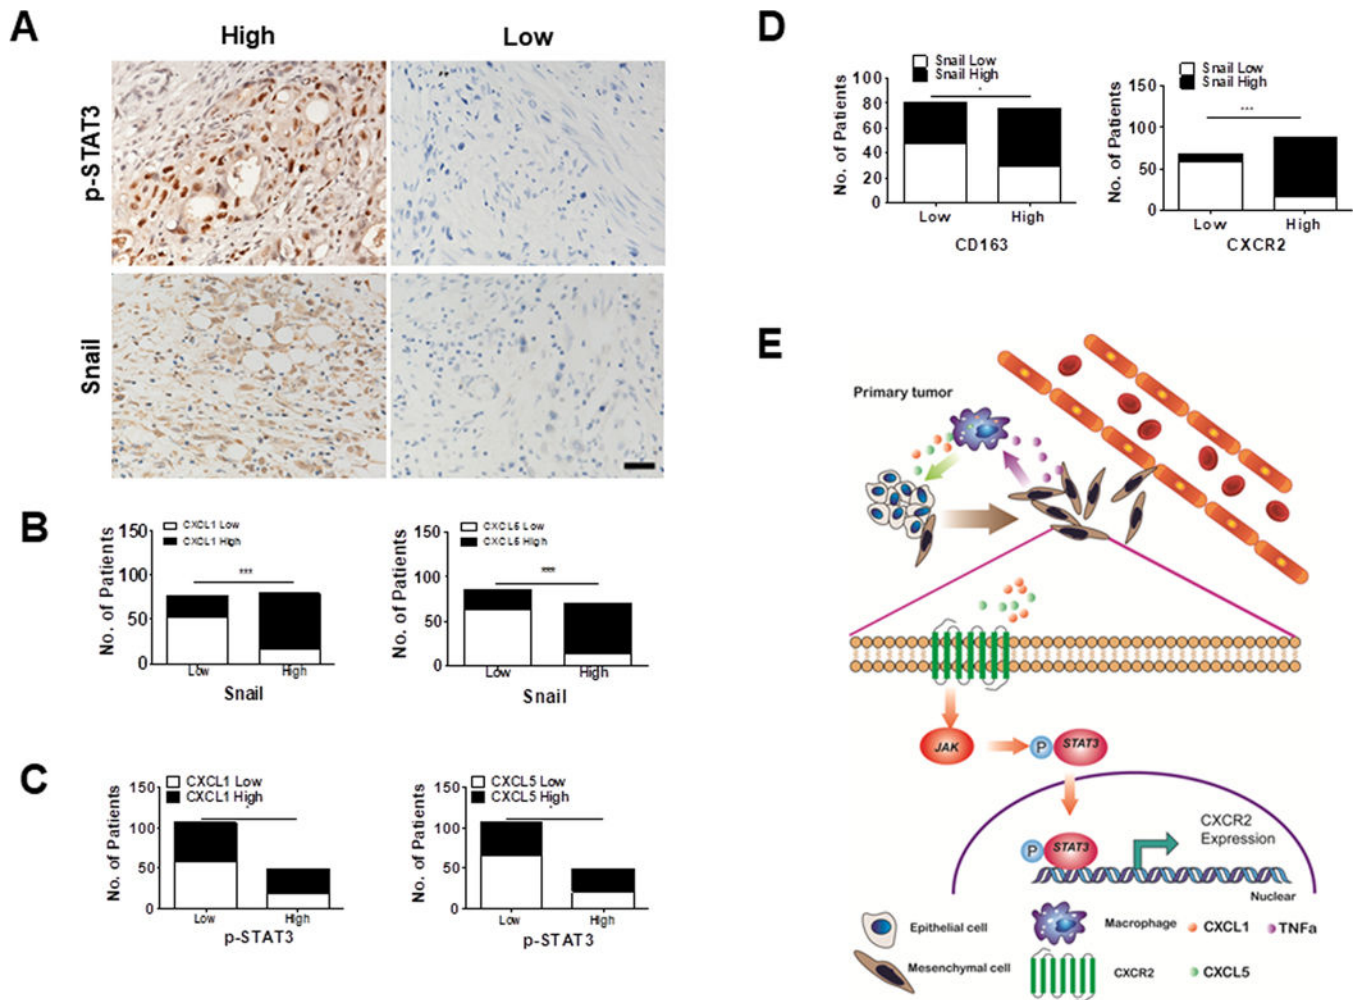 A
High
Low
p-STAT3
Snail
B
150
100
50
0
No. of Patients
CXCL1 Low
CXCL1 High
***
Low
High
Snail
150
100
50
0
No. of Patients
CXCL5 Low
CXCL5 High
***
Low
High
Snail
C
150
100
50
0
No. of Patients
CXCL1 Low
CXCL1 High
*
Low
High
p-STAT3
150
100
50
0
No. of Patients
CXCL5 Low
CXCL5 High
*
Low
High
p-STAT3
D
Snail Low
Snail High
100
80
60
40
20
0
No. of Patients
*
Low
High
CD163
Snail Low
Snail High
150
100
50
0
No. of Patients
***
Low
High
CXCR2
E
Primary tumor
JAK
P
STAT3
P
STAT3
CXCR2
Expression
Nuclear
Epithelial cell
Macrophage
CXCL1
TNFa
Mesenchymal cell
CXCR2
CXCL5